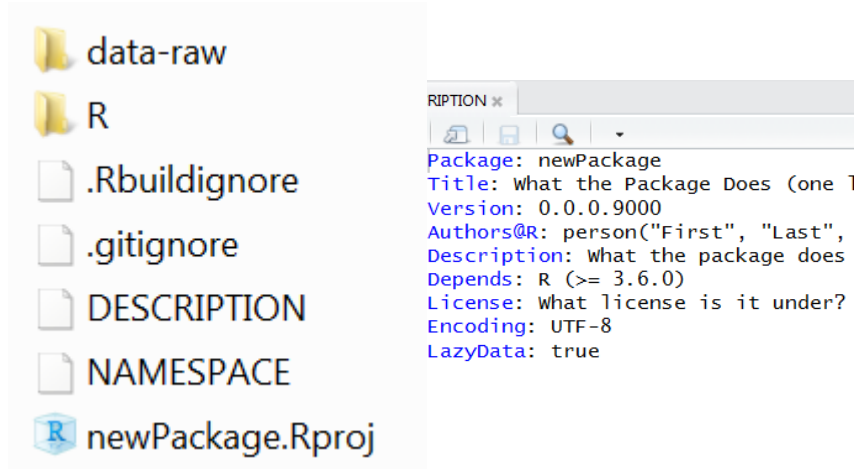 data-raw
R
.Rbuildignore
.gitignore
DESCRIPTION
NAMESPACE
newPackage.Rproj
RIPTION
Package: newPackage
Title: What the Package Does (one
Version: 0.0.0.9000
Authors@R: person("First", "Last",
Description: What the package does
Depends: R (>= 3.6.0)
License: What license is it under?
Encoding: UTF-8
LazyData: true